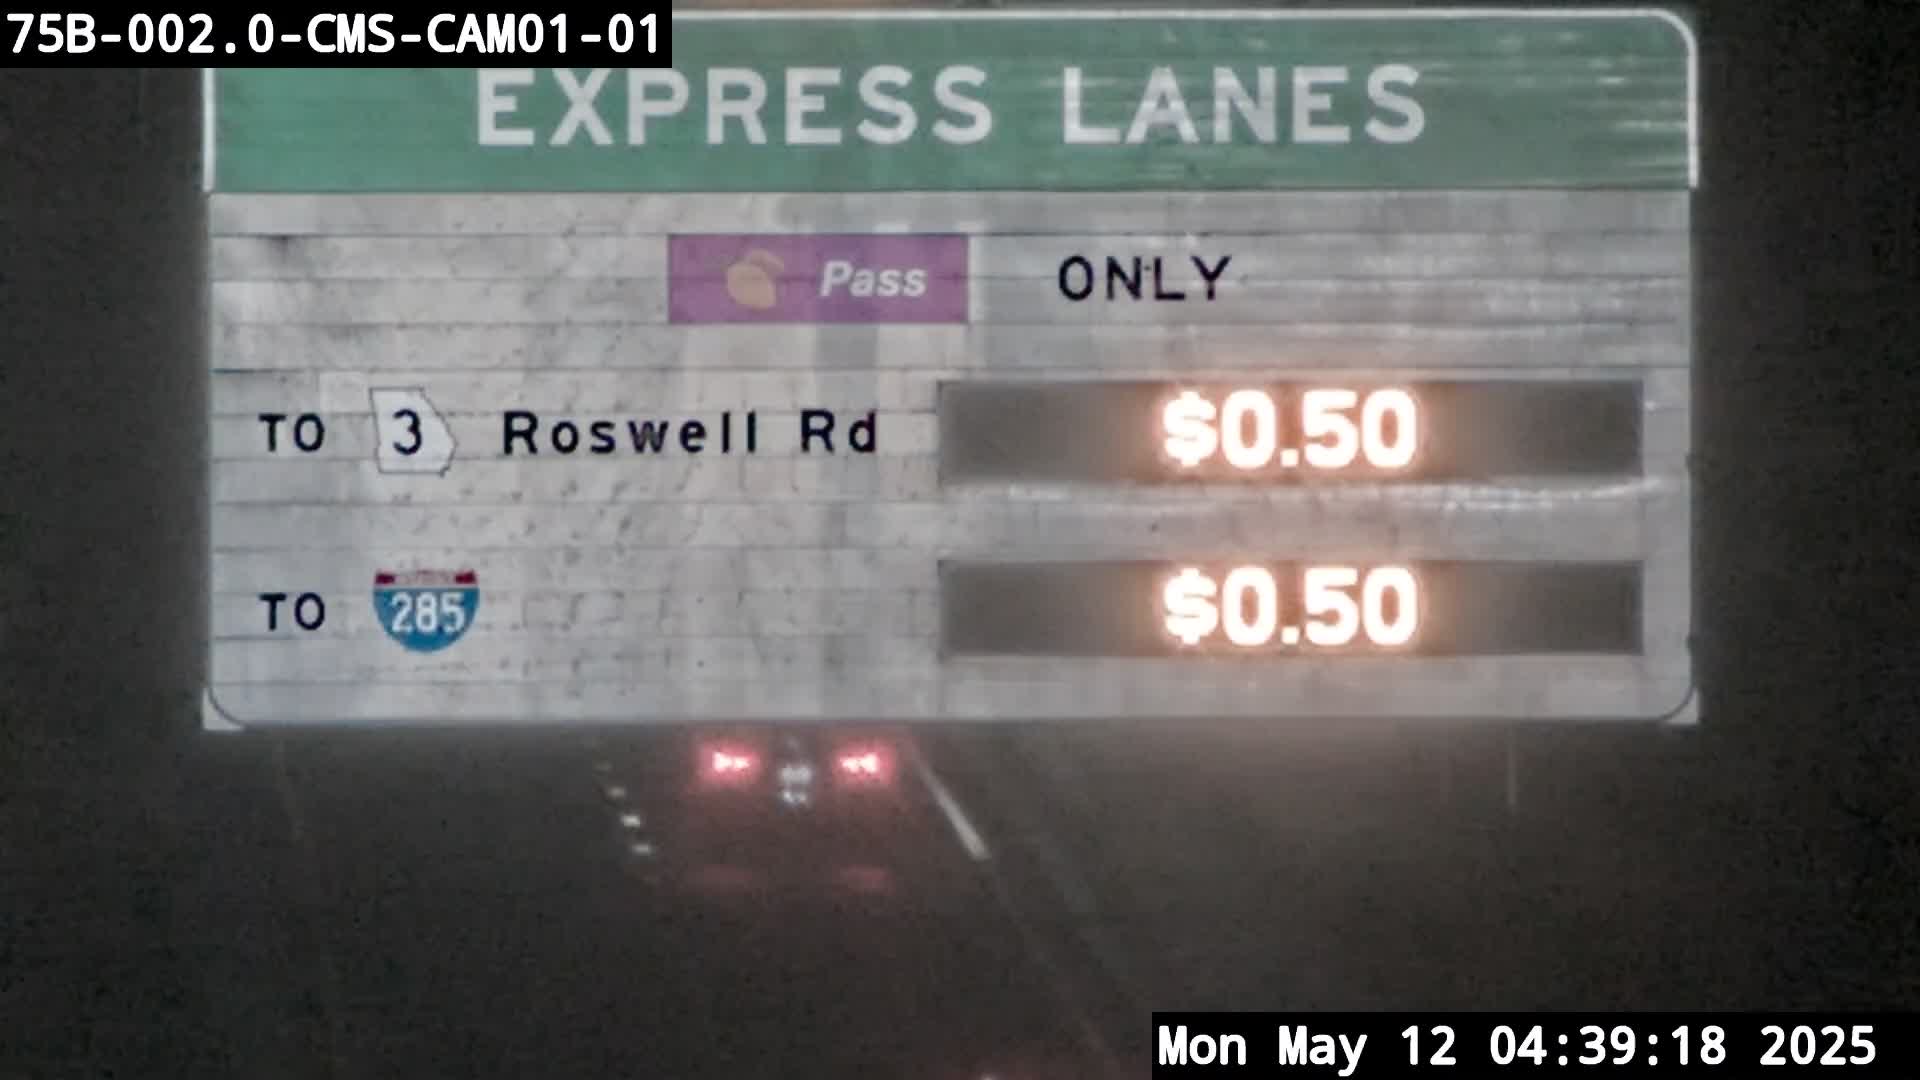 75B-002.0-CMS-CAM01-01
EXPRESS LANES
Pass ONLY
TO 3 Roswell Rd $0.50
TO 285 $0.50
Mon May 12 04:39:18 2025